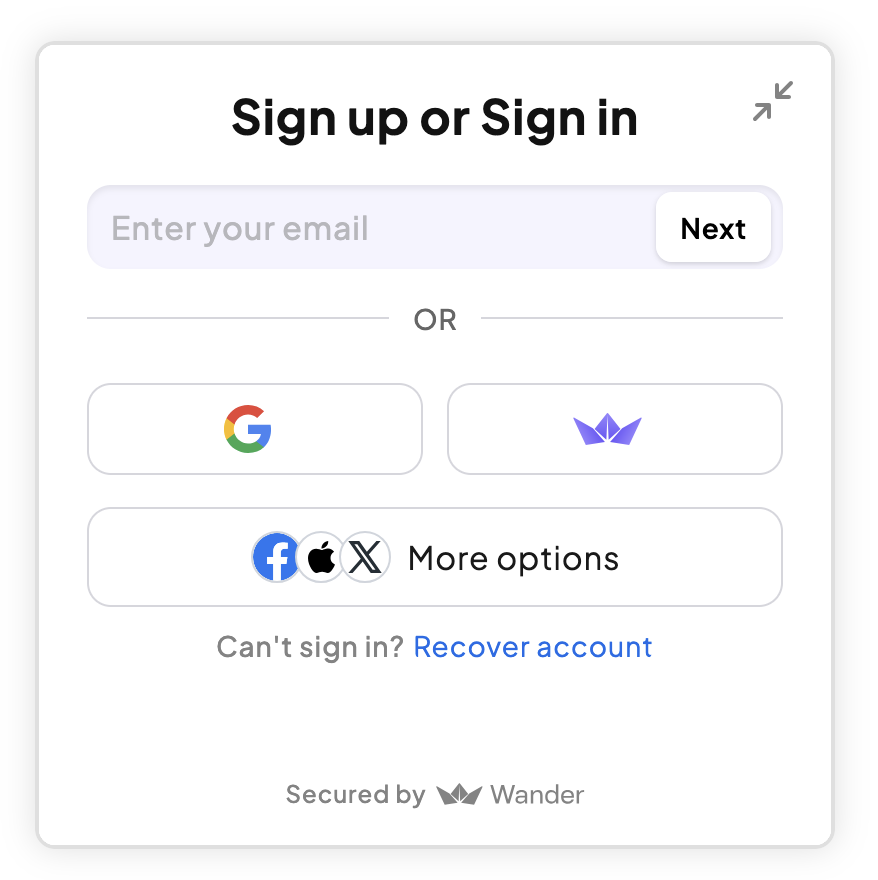 Sign up or Sign in
Enter your email
Next
OR
More options
Can't sign in? Recover account
Secured by Wander